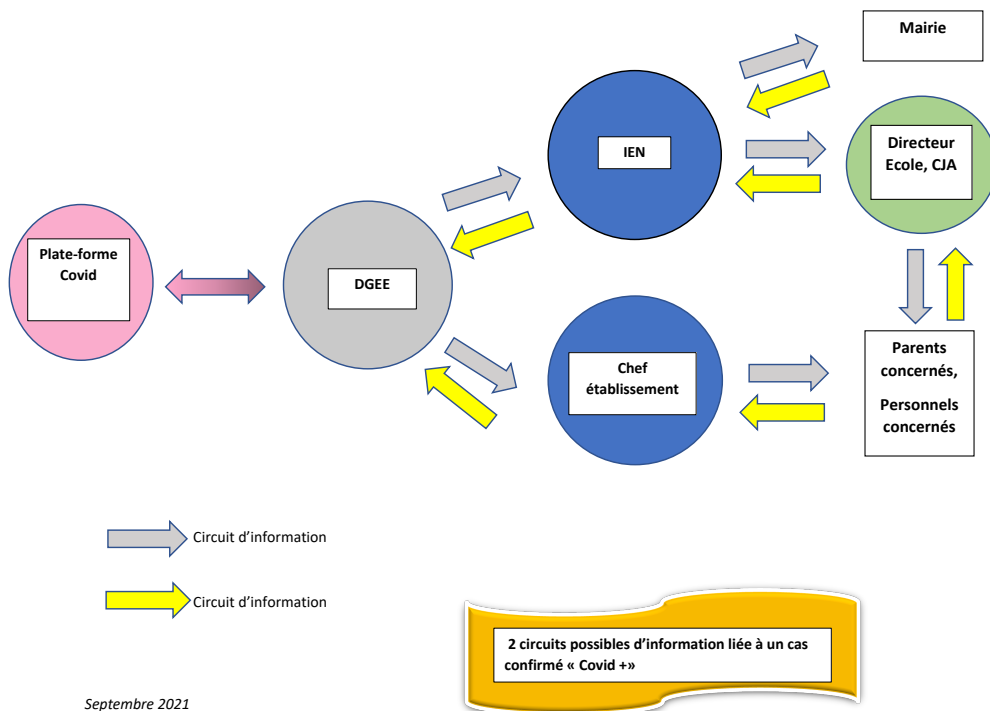 Mairie
IEN
Directeur
Ecole, CJA
Plate-forme
Covid
DGEE
Chef
établissement
Parents
concernés,
Personnels
concernés
Circuit d’information
Circuit d’information
2 circuits possibles d’information liée à un cas
confirmé « Covid +»
Septembre 2021